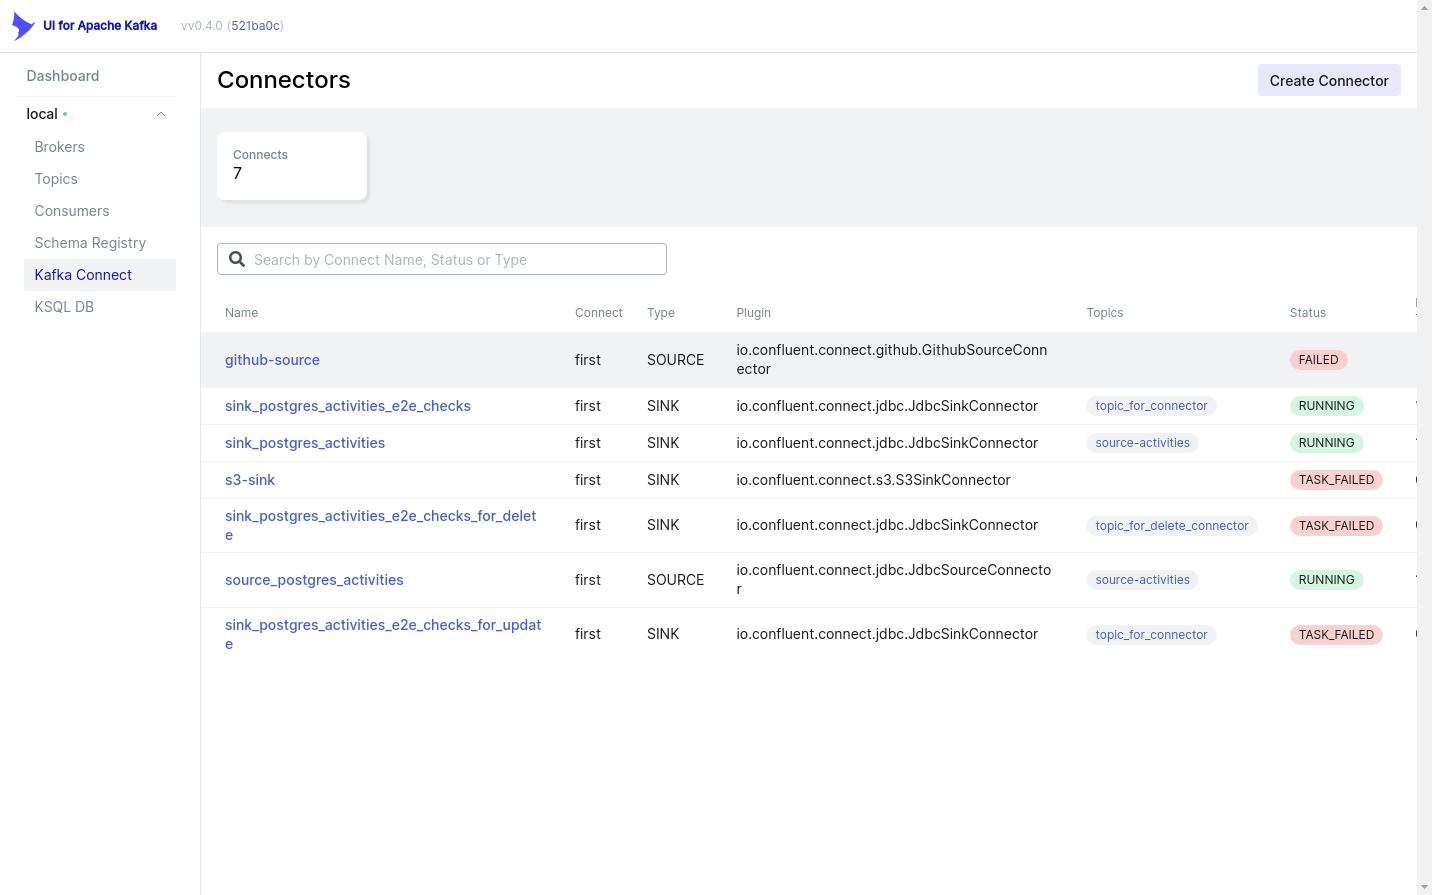 UI for Apache Kafka vv0.4.0 (521ba0c)
Dashboard
local
Brokers
Topics
Consumers
Schema Registry
Kafka Connect
KSQL DB
Connectors
Create Connector
Connects
7
Search by Connect Name, Status or Type
Name Connect Type Plugin Topics Status
github-source first SOURCE io.confluent.connect.github.GithubSourceConn
ector FAILED
sink_postgres_activities_e2e_checks first SINK io.confluent.connect.jdbc.JdbcSinkConnector topic_for_connector RUNNING
sink_postgres_activities first SINK io.confluent.connect.jdbc.JdbcSinkConnector source-activities RUNNING
s3-sink first SINK io.confluent.connect.s3.S3SinkConnector TASK_FAILED
sink_postgres_activities_e2e_checks_for_delet
e first SINK io.confluent.connect.jdbc.JdbcSinkConnector topic_for_delete_connector TASK_FAILED
source_postgres_activities first SOURCE io.confluent.connect.jdbc.JdbcSourceConnecto
r source-activities RUNNING
sink_postgres_activities_e2e_checks_for_updat
e first SINK io.confluent.connect.jdbc.JdbcSinkConnector topic_for_connector TASK_FAILED